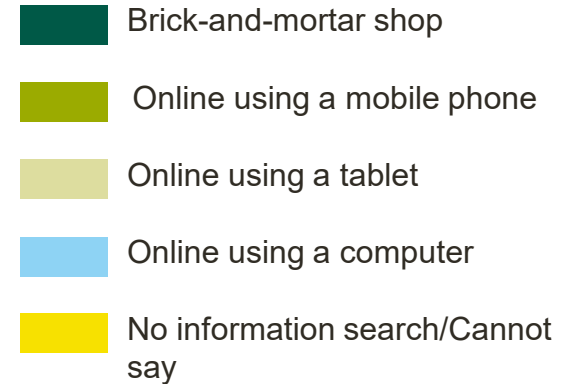 Brick-and-mortar shop
Online using a mobile phone
Online using a tablet
Online using a computer
No information search/Cannot
say